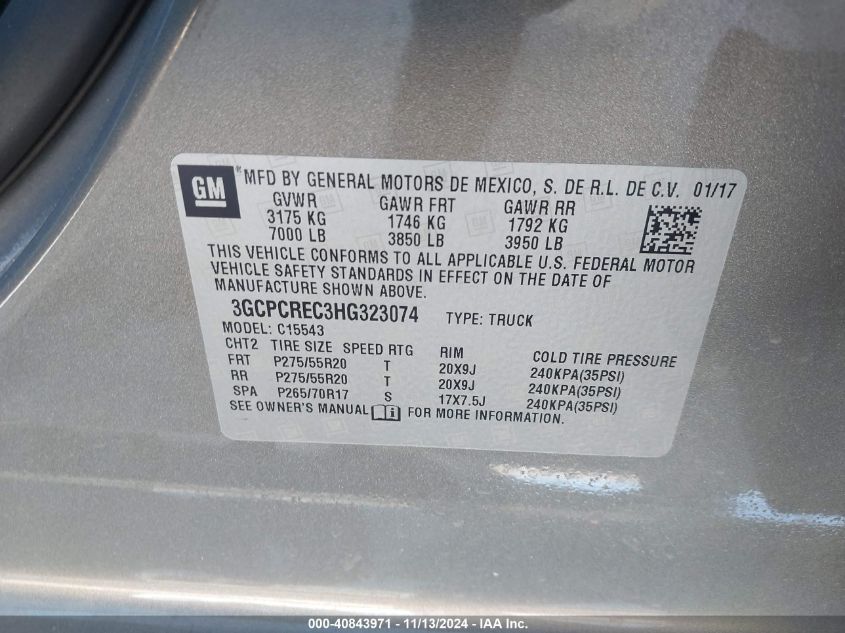 GM ® MFD BY GENERAL MOTORS DE MEXICO, S. DE R.L. DE C.V. 01/17
GVWR GAWR FRT GAWR RR
3175 KG 1746 KG 1792 KG
7000 LB 3850 LB 3950 LB
THIS VEHICLE CONFORMS TO ALL APPLICABLE U.S. FEDERAL MOTOR
VEHICLE SAFETY STANDARDS IN EFFECT ON THE DATE OF
MANUFACTURE SHOWN ABOVE.
3GCPCREC3HG323074 TYPE: TRUCK
MODEL: C15543
CHT2 TIRE SIZE SPEED RTG RIM COLD TIRE PRESSURE
FRT P275/55R20 T 20X9J 240KPA(35PSI)
RR P275/55R20 T 20X9J 240KPA(35PSI)
SPA P265/70R17 S 17X7.5J 240KPA(35PSI)
SEE OWNER'S MANUAL FOR MORE INFORMATION.
000-40843971 - 11/13/2024 - IAA Inc.